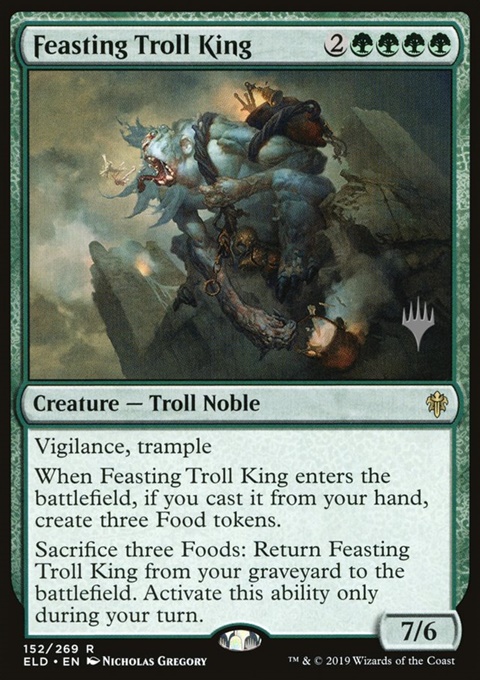 Feasting Troll King 2
Creature — Troll Noble
Vigilance, trample
When Feasting Troll King enters the
battlefield, if you cast it from your hand,
create three Food tokens.
Sacrifice three Foods: Return Feasting
Troll King from your graveyard to the
battlefield. Activate this ability only
during your turn.
7/6
152/269 R
ELD • EN Nicholas Gregory ™ & © 2019 Wizards of the Coast